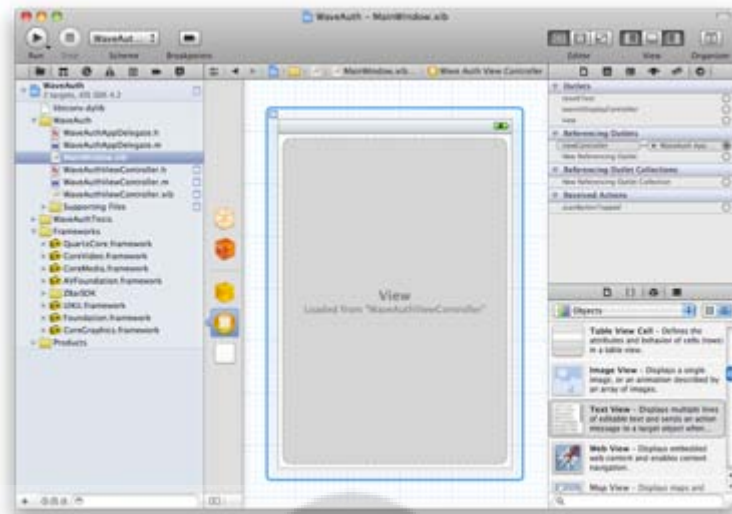 WaveAuth - MainWindow.xib
WaveAut...
Run
Scheme
Breakpoints
Editor
View
Organizer
MainWindow.xib...
Wave Auth View Controller
WaveAuth
2 targets, iOS SDK 4.2
libiconv.dylib
WaveAuth
WaveAuthAppDelegate.h
WaveAuthAppDelegate.m
MainWindow.xib
WaveAuthViewController.h
WaveAuthViewController.m
WaveAuthViewController.xib
Supporting Files
WaveAuthTests
Frameworks
QuartzCore.framework
CoreVideo.framework
CoreMedia.framework
AVFoundation.framework
ZBarSDK
UIKit.framework
Foundation.framework
CoreGraphics.framework
Products
View
Loaded from "WaveAuthViewController"
Outlets
searchDisplayController
view
Referencing Outlets
viewController
WaveAuth App...
New Referencing Outlet
Referencing Outlet Collections
New Referencing Outlet Collection
Received Actions
Objects
Table View Cell - Defines the
attributes and behavior of cells (rows)
in a table view.
Image View - Displays a single
image, or an animation described by
an array of images.
Text View - Displays multiple lines
of editable text and sends an action
message to a target object when...
Web View - Displays embedded
web content and enables content
navigation.
Map View - Displays maps and